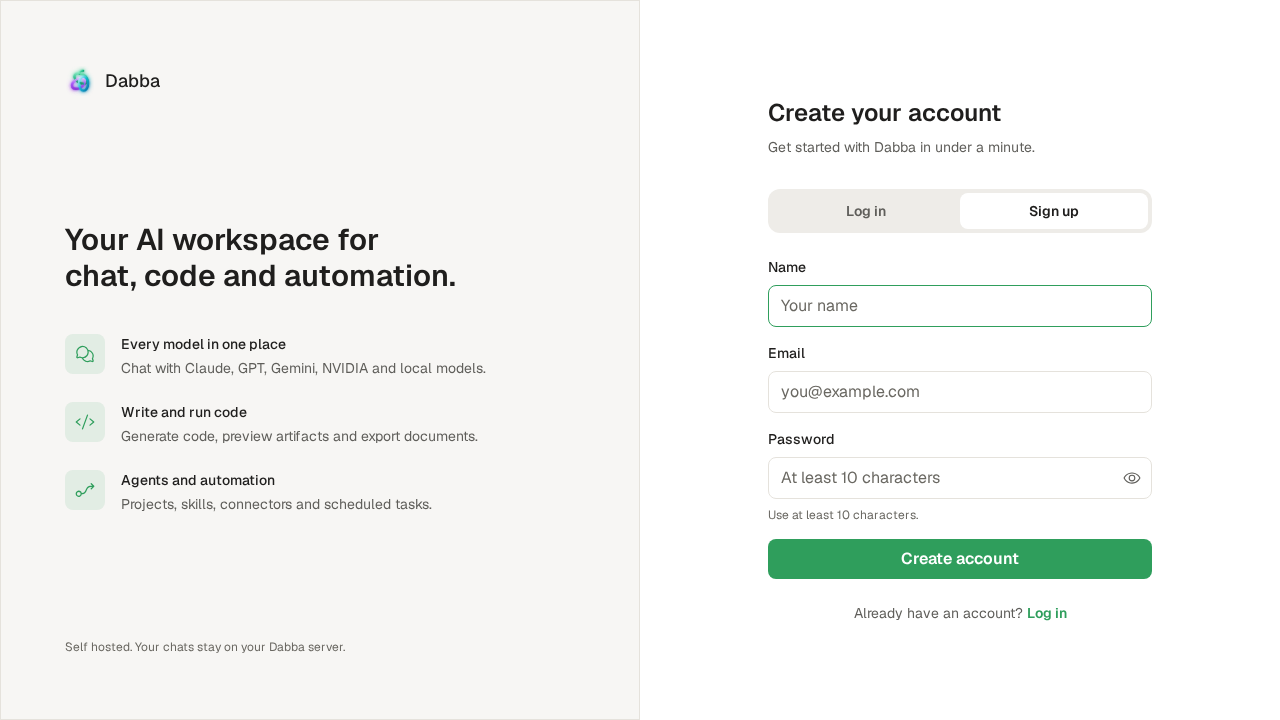 Dabba
Your AI workspace for
chat, code and automation.
Every model in one place
Chat with Claude, GPT, Gemini, NVIDIA and local models.
Write and run code
Generate code, preview artifacts and export documents.
Agents and automation
Projects, skills, connectors and scheduled tasks.
Self hosted. Your chats stay on your Dabba server.
Create your account
Get started with Dabba in under a minute.
Log in
Sign up
Name
Your name
Email
you@example.com
Password
At least 10 characters
Use at least 10 characters.
Create account
Already have an account? Log in